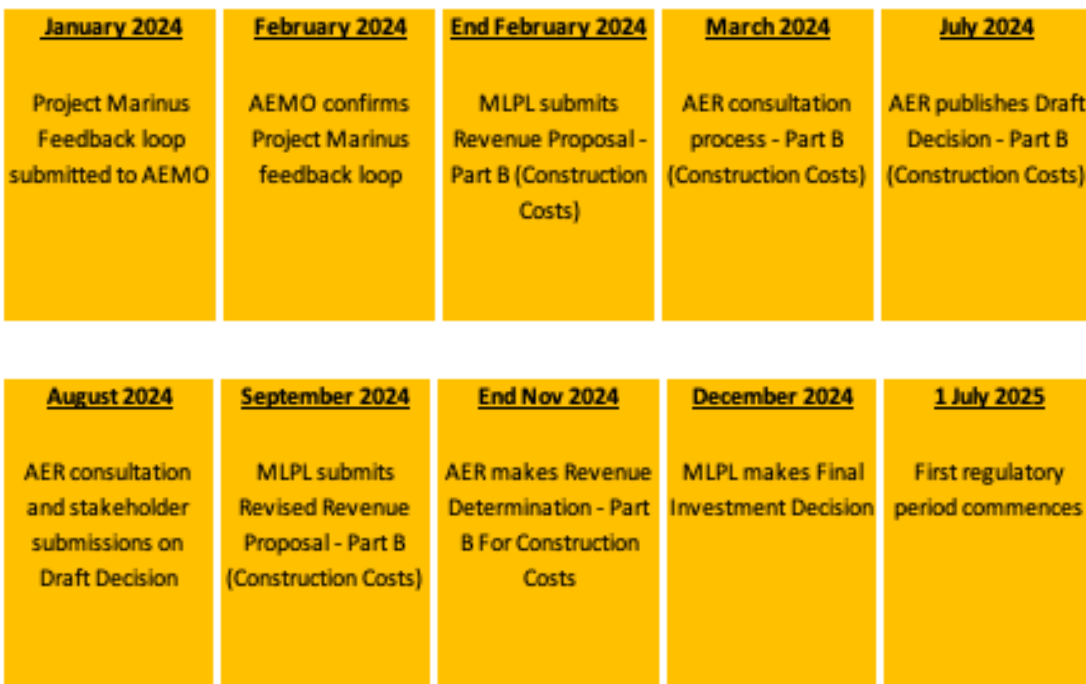 January 2024
Project Marinus
Feedback loop
submitted to AEMO
February 2024
AEMO confirms
Project Marinus
feedback loop
End February 2024
MLPL submits
Revenue Proposal -
Part B (Construction
Costs)
March 2024
AER consultation
process - Part B
(Construction Costs)
July 2024
AER publishes Draft
Decision - Part B
(Construction Costs)
August 2024
AER consultation
and stakeholder
submissions on
Draft Decision
September 2024
MLPL submits
Revised Revenue
Proposal - Part B
(Construction Costs)
End Nov 2024
AER makes Revenue
Determination - Part
B For Construction
Costs
December 2024
MLPL makes Final
Investment Decision
1 July 2025
First regulatory
period commences